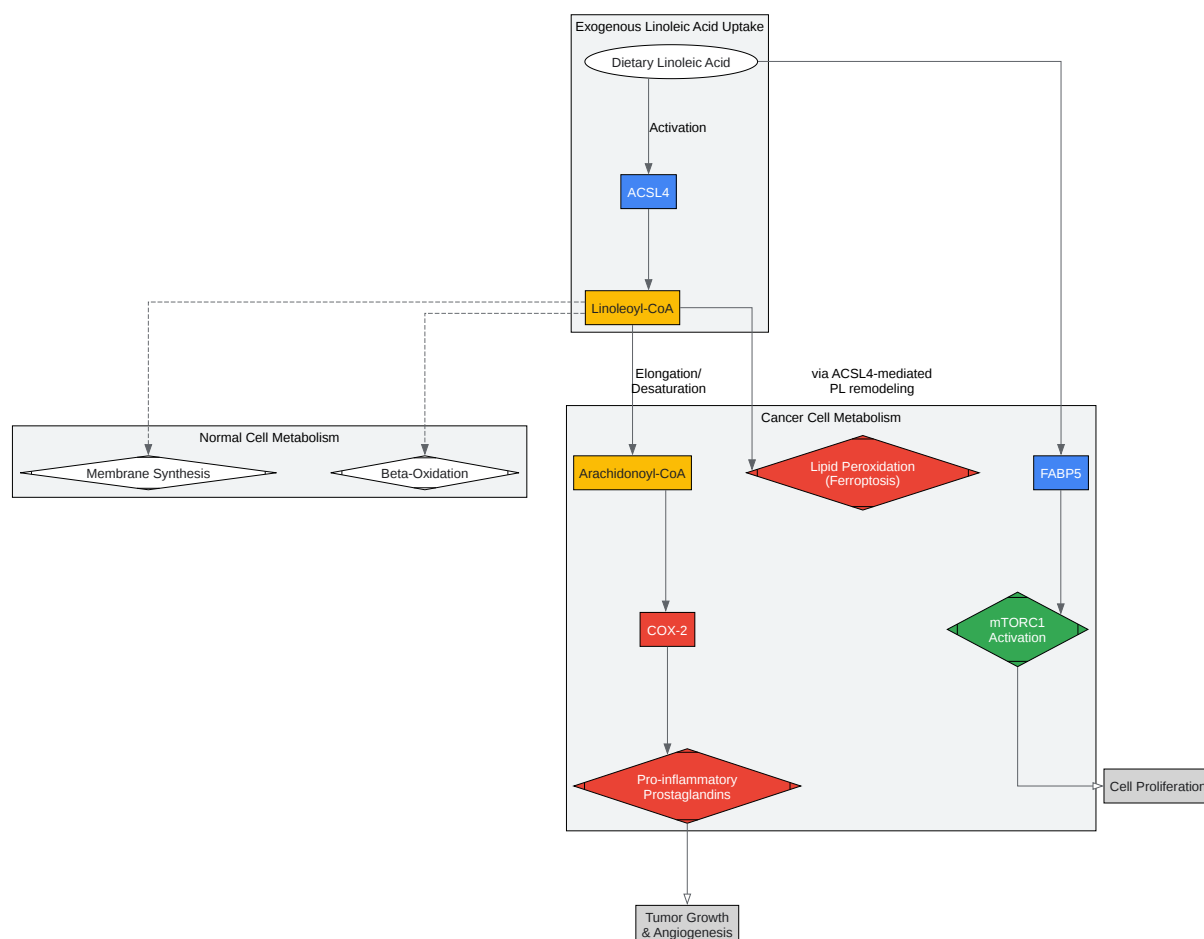 Exogenous Linoleic Acid Uptake
Dietary Linoleic Acid
Activation
ACSL4
Linoleoyl-CoA
Elongation/
Desaturation
via ACSL4-mediated
PL remodeling
Normal Cell Metabolism
Membrane Synthesis
Beta-Oxidation
Cancer Cell Metabolism
Arachidonoyl-CoA
Lipid Peroxidation
(Ferroptosis)
FABP5
COX-2
mTORC1
Activation
Pro-inflammatory
Prostaglandins
Cell Proliferation
Tumor Growth
& Angiogenesis